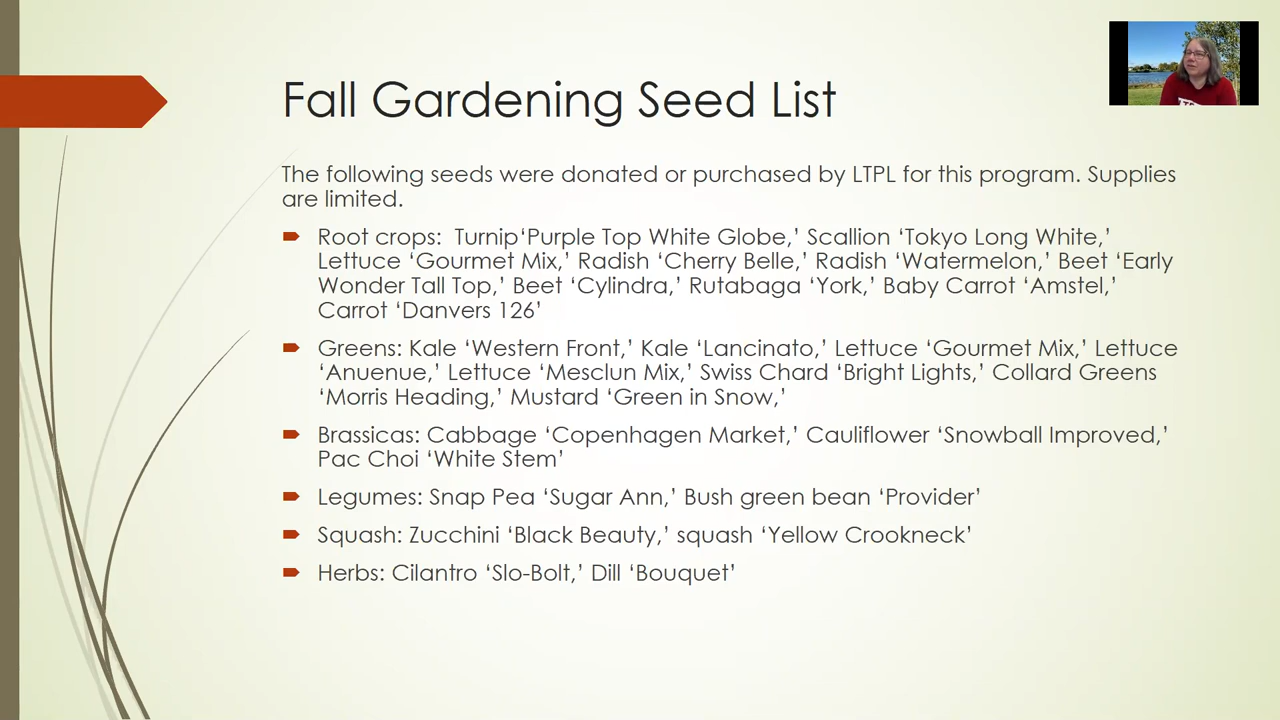 Fall Gardening Seed List
The following seeds were donated or purchased by LTPL for this program. Supplies
are limited.
Root crops:  Turnip‘Purple Top White Globe,’ Scallion ‘Tokyo Long White,’
Lettuce ‘Gourmet Mix,’ Radish ‘Cherry Belle,’ Radish ‘Watermelon,’ Beet ‘Early
Wonder Tall Top,’ Beet ‘Cylindra,’ Rutabaga ‘York,’ Baby Carrot ‘Amstel,’
Carrot ‘Danvers 126’
Greens: Kale ‘Western Front,’ Kale ‘Lancinato,’ Lettuce ‘Gourmet Mix,’ Lettuce
‘Anuenue,’ Lettuce ‘Mesclun Mix,’ Swiss Chard ‘Bright Lights,’ Collard Greens
‘Morris Heading,’ Mustard ‘Green in Snow,’
Brassicas: Cabbage ‘Copenhagen Market,’ Cauliflower ‘Snowball Improved,’
Pac Choi ‘White Stem’
Legumes: Snap Pea ‘Sugar Ann,’ Bush green bean ‘Provider’
Squash: Zucchini ‘Black Beauty,’ squash ‘Yellow Crookneck’
Herbs: Cilantro ‘Slo-Bolt,’ Dill ‘Bouquet’